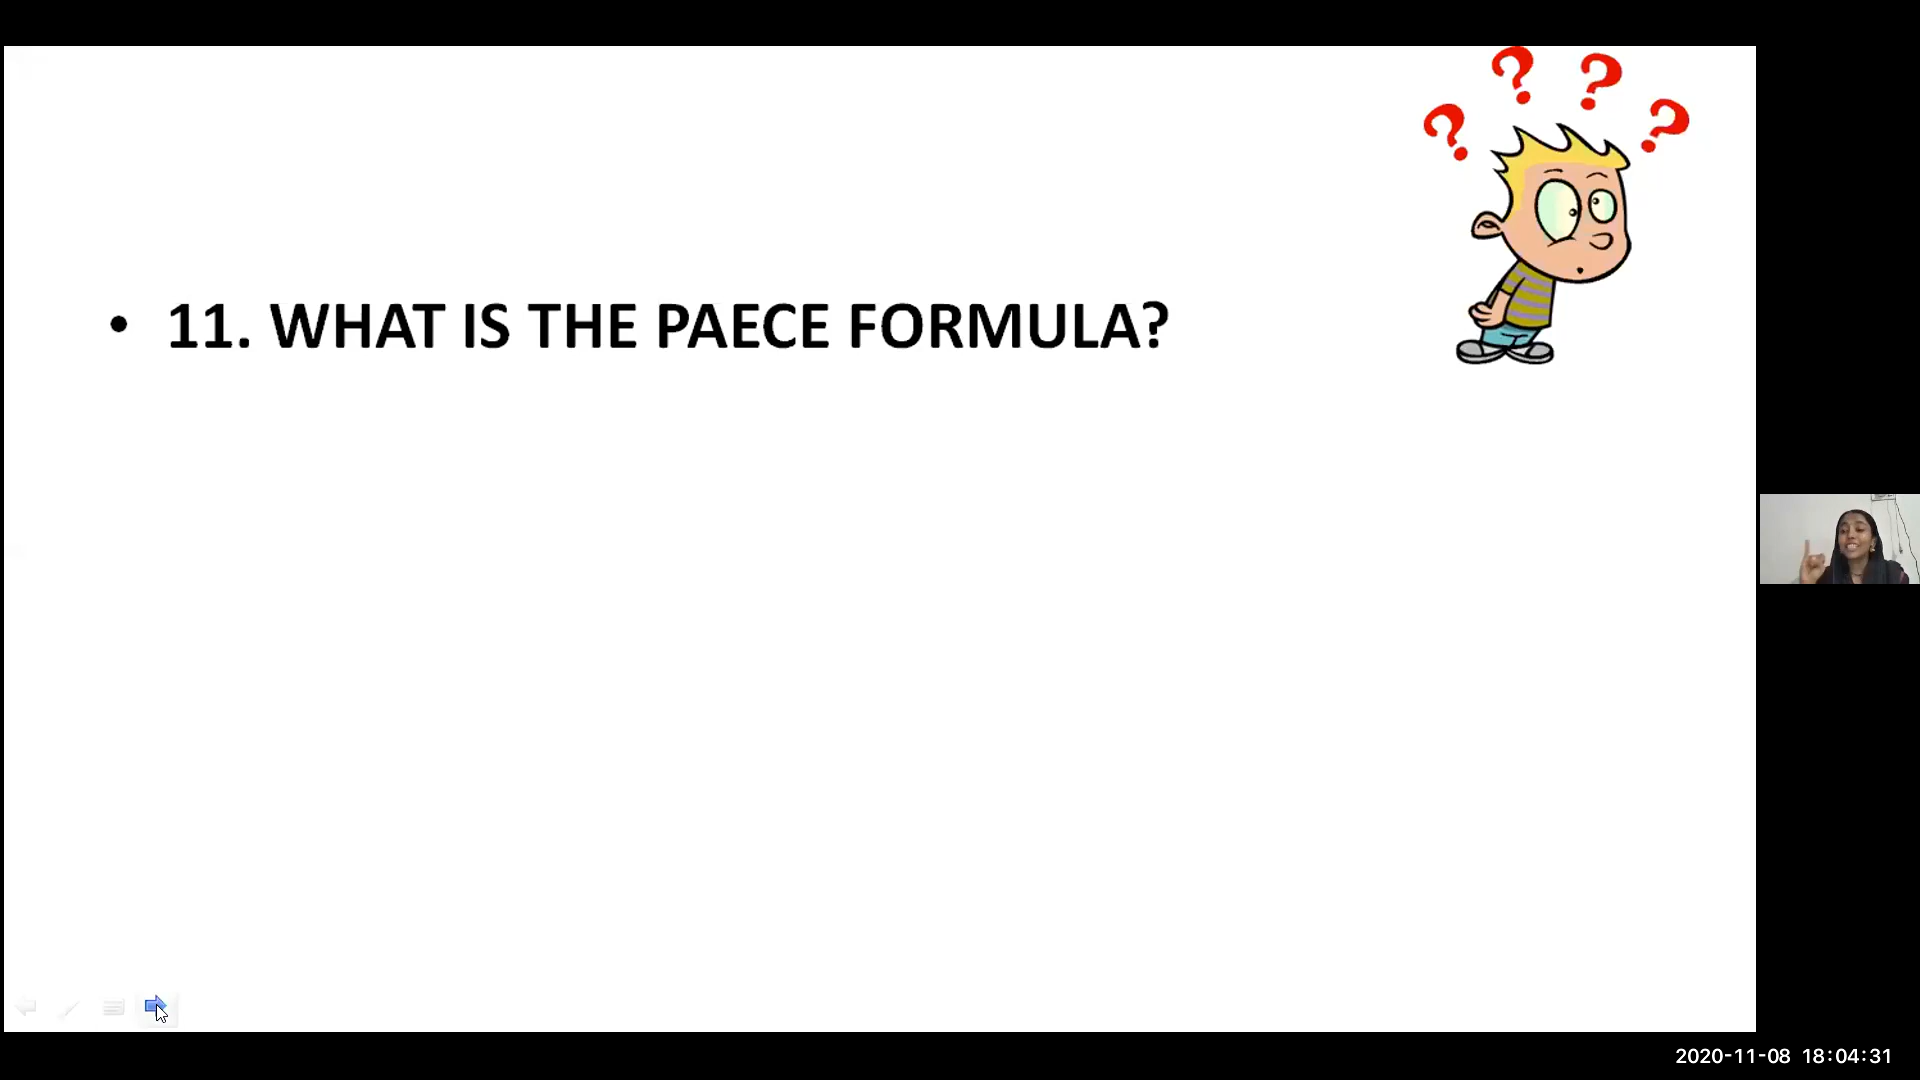 ? ? ? ?
• 11. WHAT IS THE PAECE FORMULA?
2020-11-08 18:04:31